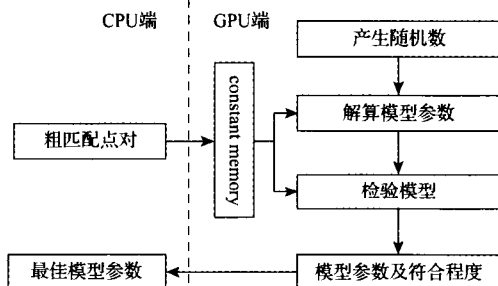 CPU端
GPU端
产生随机数
constant memory
解算模型参数
粗匹配点对
检验模型
最佳模型参数
模型参数及符合程度